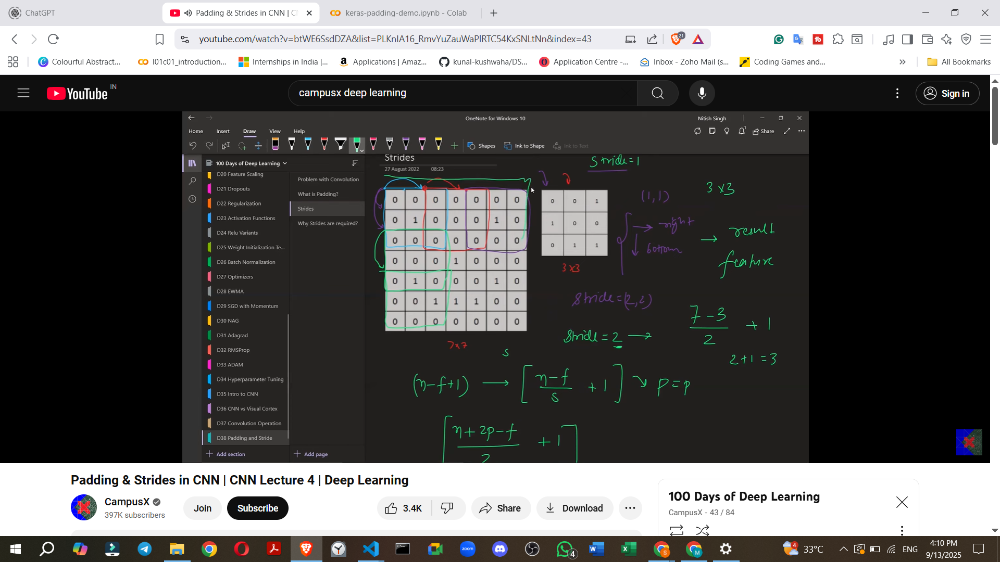 ChatGPT
Padding & Strides in CNN | C
keras-padding-demo.ipynb - Colab
youtube.com/watch?v=btWE6SsdDZA&list=PLKnIA16_RmvYuZauWaPlRTC54KxSNLtNn&index=43
21
Colourful Abstract...
l01c01_introduction...
Internships in India |...
Applications | Amaz...
kunal-kushwaha/DS...
Application Centre -...
Inbox - Zoho Mail (s...
Coding Games and...
All Bookmarks
YouTube IN
campusx deep learning
Sign in
OneNote for Windows 10
Nitish Singh
Home Insert Draw View Help
Share
Shapes
Ink to Shape
Ink to Text
100 Days of Deep Learning
D20 Feature Scaling
D21 Dropouts
D22 Regularization
D23 Activation Functions
D24 Relu Variants
D25 Weight Initialization Te...
D26 Batch Normalization
D27 Optimizers
D28 EWMA
D29 SGD with Momentum
D30 NAG
D31 Adagrad
D32 RMSProp
D33 ADAM
D34 Hyperparameter Tuning
D35 Intro to CNN
D36 CNN vs Visual Cortex
D37 Convolution Operation
D38 Padding and Stride
Add section
Problem with Convolution
What is Padding?
Strides
Why Strides are required?
Add page
Strides
27 August 2022 08:23
0 0 0 0 0 0 0
0 1 0 0 0 1 0
0 0 0 0 0 0 0
0 0 0 1 0 0 0
0 1 0 0 0 1 0
0 0 1 1 1 0 0
0 0 0 0 0 0 0
7x7
0 0 1
1 0 0
0 1 1
3x3
Stride=1
(1,1)
3x3
→ right
↓ bottom
→ result
feature
Stride=(2,2)
Stride=2 →
7-3
2
+ 1
2+1=3
s
(n-f+1) → [n-f
s
+ 1] ↘ p=p
[n+2p-f
2
+ 1]
Padding & Strides in CNN | CNN Lecture 4 | Deep Learning
CampusX
397K subscribers
Join
Subscribe
3.4K
Share
Download
100 Days of Deep Learning
CampusX - 43 / 84
zoom
4
4
33°C
ENG
4:10 PM
9/13/2025